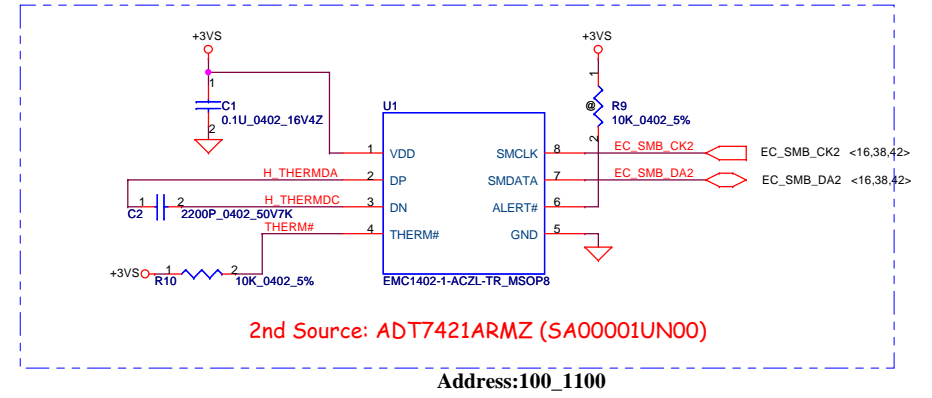 +3VS
+3VS
1
C1
0.1U_0402_16V4Z
2
U1
1
@
R9
10K_0402_5%
2
1 VDD
SMCLK 8 EC_SMB_CK2
EC_SMB_CK2 <16,38,42>
H_THERMDA 2 DP
SMDATA 7 EC_SMB_DA2
EC_SMB_DA2 <16,38,42>
1 2
H_THERMDC 3 DN
ALERT# 6
C2 2200P_0402_50V7K
THERM# 4 THERM#
GND 5
+3VS 1 2
R10 10K_0402_5%
EMC1402-1-ACZL-TR_MSOP8
2nd Source: ADT7421ARMZ (SA00001UN00)
Address:100_1100